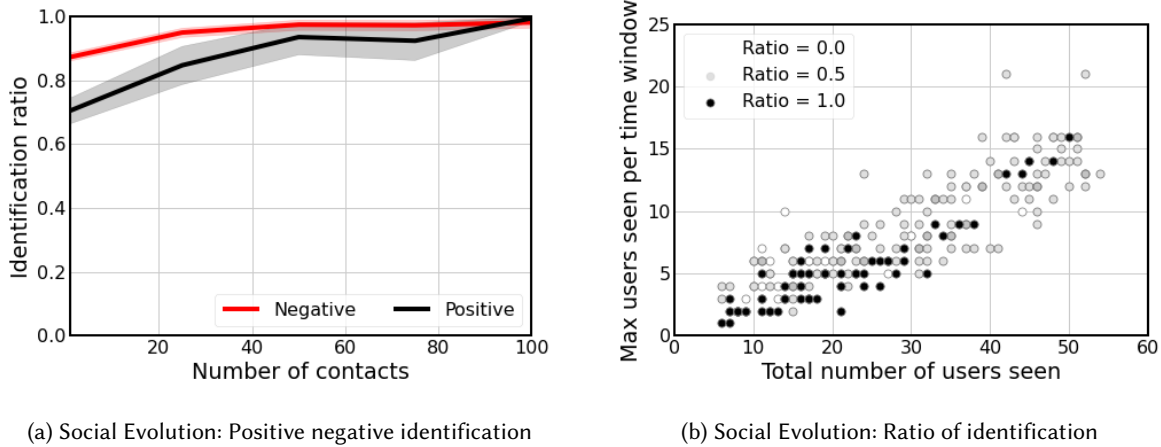 1.0
0.8
0.6
0.4
0.2
0.0
Identification ratio
Negative
Positive
20
40
60
80
100
Number of contacts
(a) Social Evolution: Positive negative identification
25
20
15
10
5
0
Max users seen per time window
Ratio = 0.0
Ratio = 0.5
Ratio = 1.0
0
10
20
30
40
50
60
Total number of users seen
(b) Social Evolution: Ratio of identification